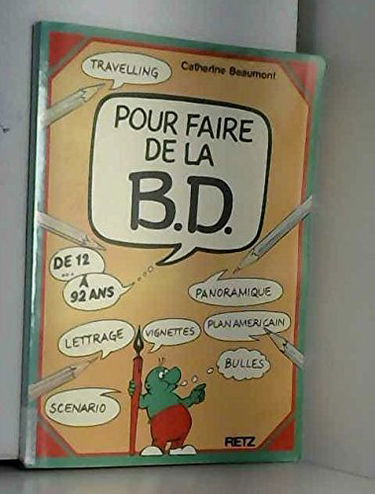 TRAVELLING
Catherine Beaumont
POUR FAIRE
DE LA
B.D.
DE 12
...
À
92 ANS
PANORAMIQUE
LETTRAGE
VIGNETTES
PLAN AMERICAIN
BULLES
SCENARIO
RETZ